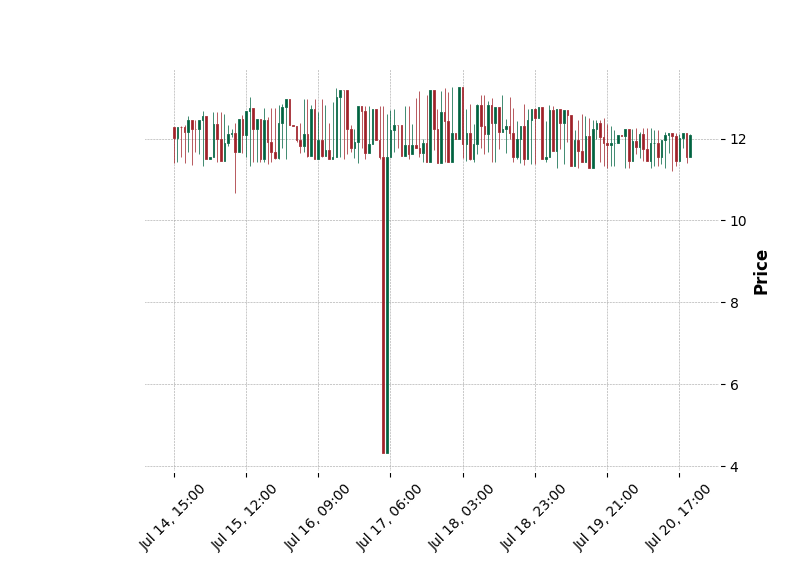 12
10
8
6
4
Price
Jul 14, 15:00
Jul 15, 12:00
Jul 16, 09:00
Jul 17, 06:00
Jul 18, 03:00
Jul 18, 23:00
Jul 19, 21:00
Jul 20, 17:00